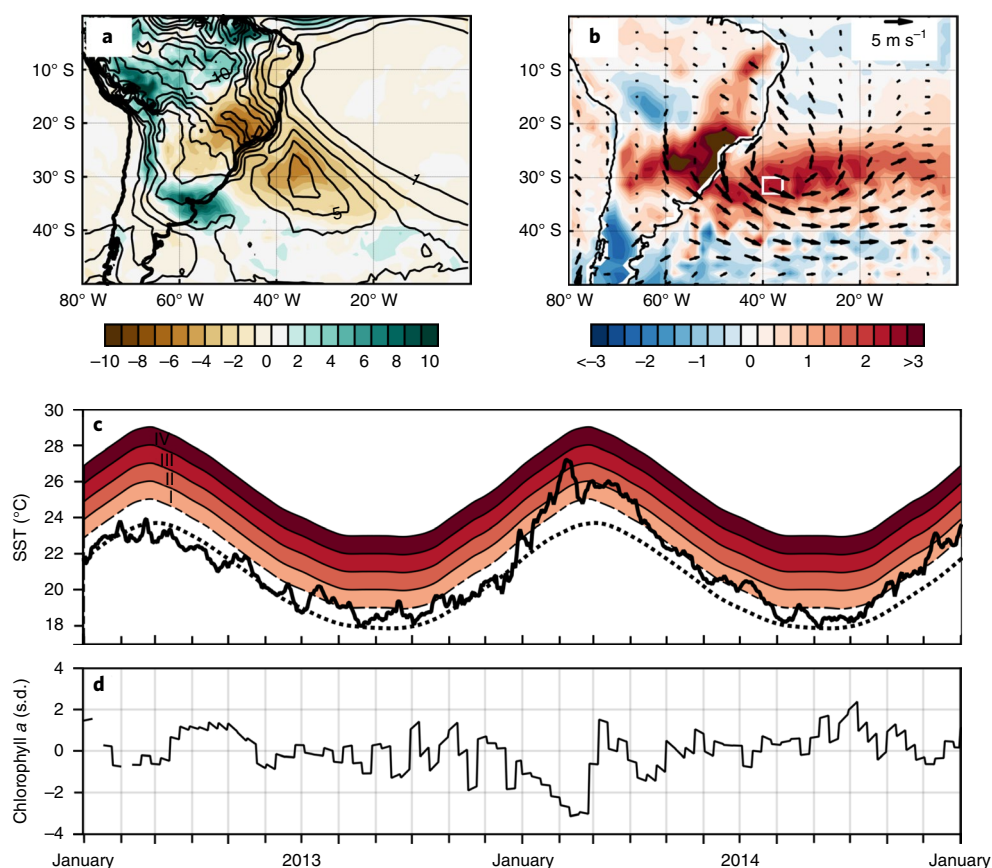 a
b
5 m s⁻¹
10
1
5
10° S
20° S
30° S
40° S
80° W
60° W
40° W
20° W
10° S
20° S
30° S
40° S
80° W
60° W
40° W
20° W
−10 −8 −6 −4 −2 0 2 4 6 8 10
<−3 −2 −1 0 1 2 >3
c
SST (°C)
30
28
26
24
22
20
18
IV
III
II
I
d
Chlorophyll a (s.d.)
4
2
0
−2
−4
January 2013 January 2014 January